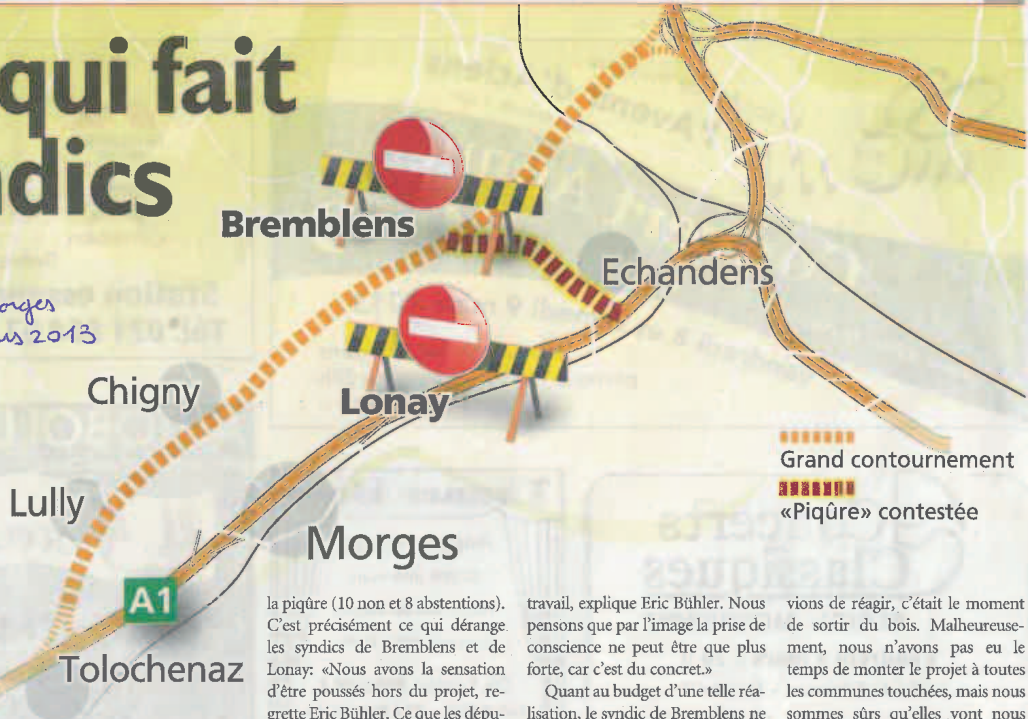 qui fait
ndics
orges
2013
Bremblens
Echandens
Chigny
Lonay
Grand contournement
«Piqûre» contestée
Lully
Morges
A1
Tolochenaz
la piqûre (10 non et 8 abstentions).
C'est précisément ce qui dérange
les syndics de Bremblens et de
Lonay: «Nous avons la sensation
d'être poussés hors du projet, re-
grette Eric Bühler. Ce que les dépu-
travail, explique Eric Bühler. Nous
pensons que par l'image la prise de
conscience ne peut être que plus
forte, car c'est du concret.»
Quant au budget d'une telle réa-
lisation, le syndic de Bremblens ne
vions de réagir, c'était le moment
de sortir du bois. Malheureuse-
ment, nous n'avons pas eu le
temps de monter le projet à toutes
les communes touchées, mais nous
sommes sûrs qu'elles vont nous